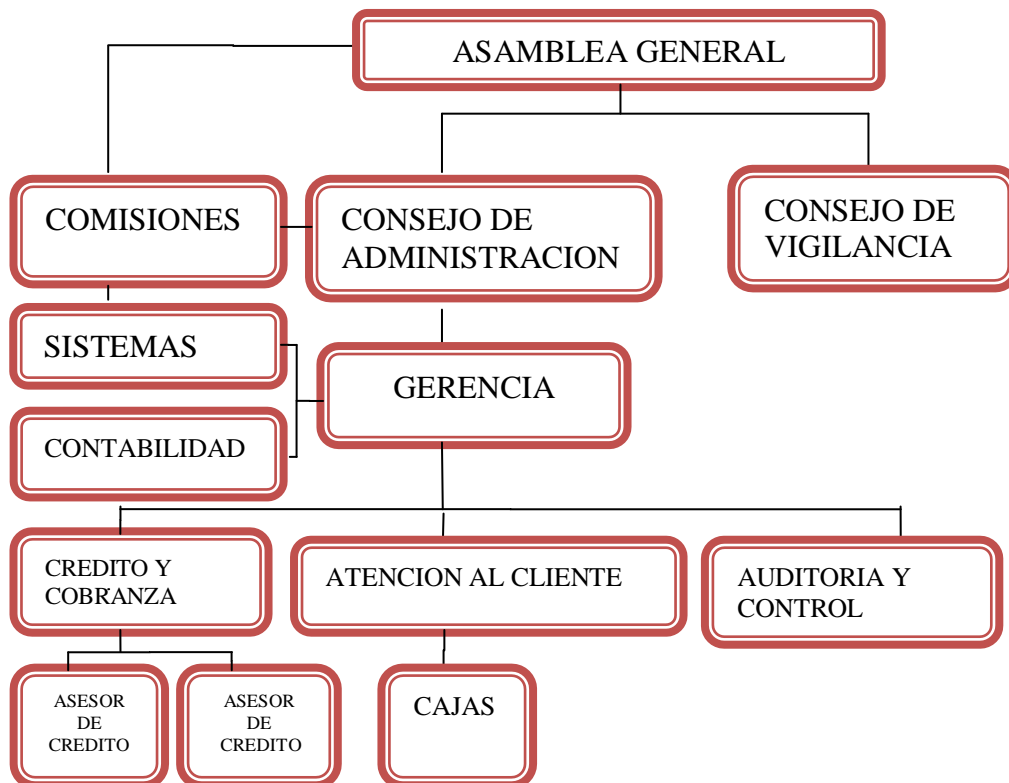 ASAMBLEA GENERAL
COMISIONES
CONSEJO DE
ADMINISTRACION
CONSEJO DE
VIGILANCIA
SISTEMAS
GERENCIA
CONTABILIDAD
CREDITO Y
COBRANZA
ATENCION AL CLIENTE
AUDITORIA Y
CONTROL
ASESOR
DE
CREDITO
ASESOR
DE
CREDITO
CAJAS